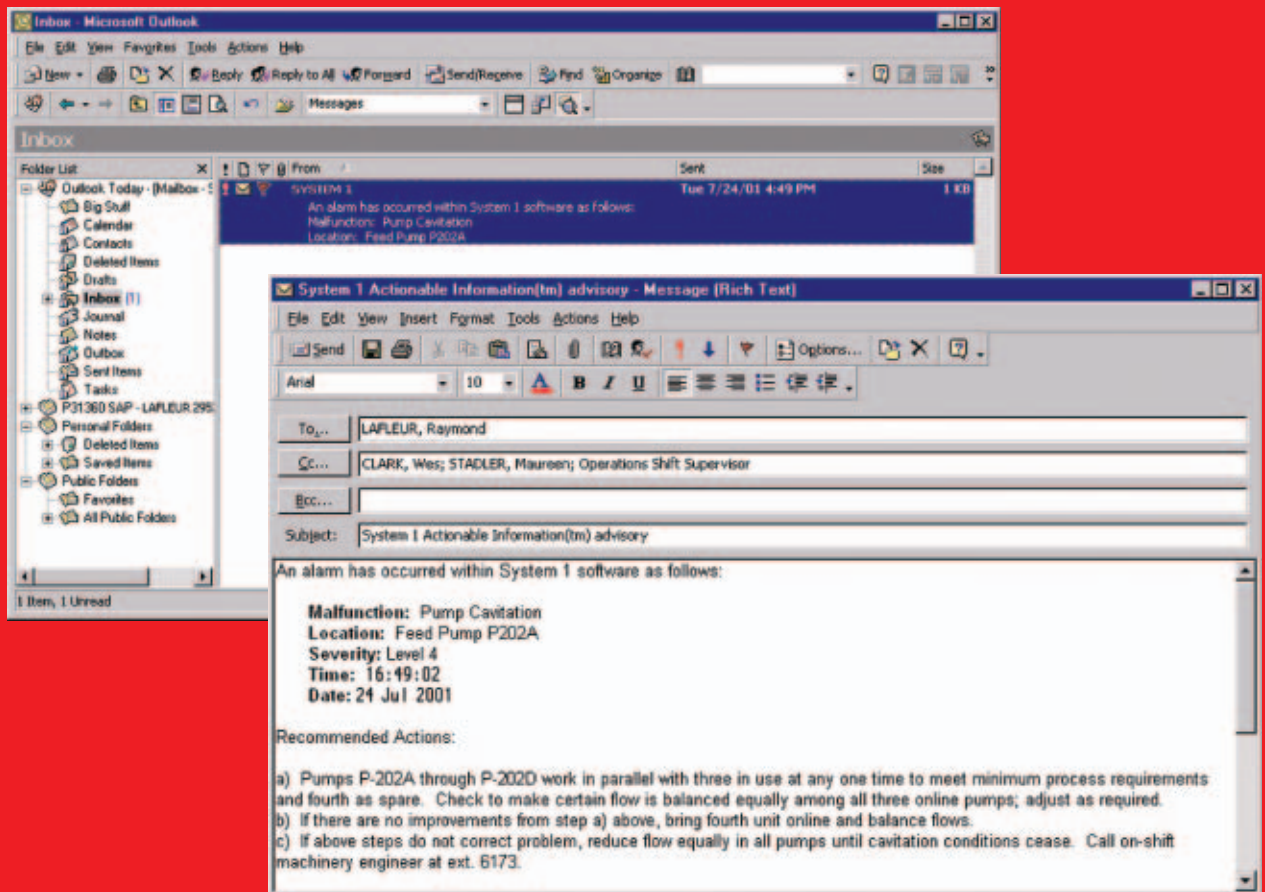 Inbox - Microsoft Outlook
File Edit View Favorites Tools Actions Help
New Reply Reply to All Forward Send/Receive Find Organize
Messages
Inbox
Folder List ! From Sent Size
Outlook Today - [Mailbox - S
SYSTEM 1 Tue 7/24/01 4:49 PM 1 KB
An alarm has occurred within System 1 software as follows:
Malfunction: Pump Cavitation
Location: Feed Pump P202A
Big Stuff
Calendar
Contacts
Deleted Items
Drafts
Inbox (1)
Journal
Notes
Outbox
Sent Items
Tasks
P31360 SAP - LAFLEUR 295
Personal Folders
Deleted Items
Saved Items
Public Folders
Favorites
All Public Folders
1 Item, 1 Unread
System 1 Actionable Information(tm) advisory - Message (Rich Text)
File Edit View Insert Format Tools Actions Help
Send Options...
Arial 10 A B I U
To... LAFLEUR, Raymond
Cc... CLARK, Wes; STADLER, Maureen; Operations Shift Supervisor
Bcc...
Subject: System 1 Actionable Information(tm) advisory
An alarm has occurred within System 1 software as follows:
Malfunction: Pump Cavitation
Location: Feed Pump P202A
Severity: Level 4
Time: 16:49:02
Date: 24 Jul 2001
Recommended Actions:
a) Pumps P-202A through P-202D work in parallel with three in use at any one time to meet minimum process requirements
and fourth as spare. Check to make certain flow is balanced equally among all three online pumps; adjust as required.
b) If there are no improvements from step a) above, bring fourth unit online and balance flows.
c) If above steps do not correct problem, reduce flow equally in all pumps until cavitation conditions cease. Call on-shift
machinery engineer at ext. 6173.